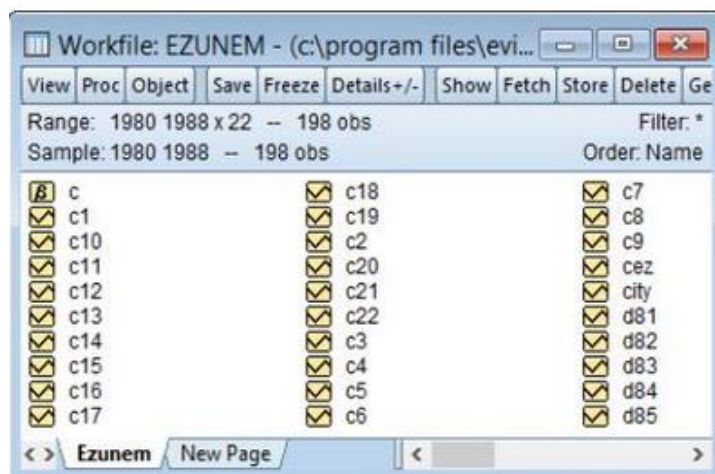 Workfile: EZUNEM - (c:\program files\evi...
View Proc Object Save Freeze Details+/- Show Fetch Store Delete Ge
Range: 1980 1988 x 22 -- 198 obs Filter: *
Sample: 1980 1988 -- 198 obs Order: Name
β c c18 c7
c1 c19 c8
c10 c2 c9
c11 c20 cez
c12 c21 city
c13 c22 d81
c14 c3 d82
c15 c4 d83
c16 c5 d84
c17 c6 d85
Ezunem New Page